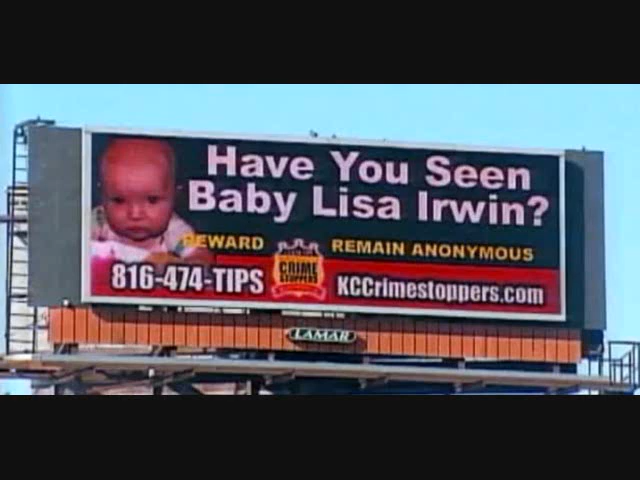 Have You Seen
Baby Lisa Irwin?
REWARD REMAIN ANONYMOUS
816-474-TIPS CRIME STOPPERS KCCrimestoppers.com
LAMAR